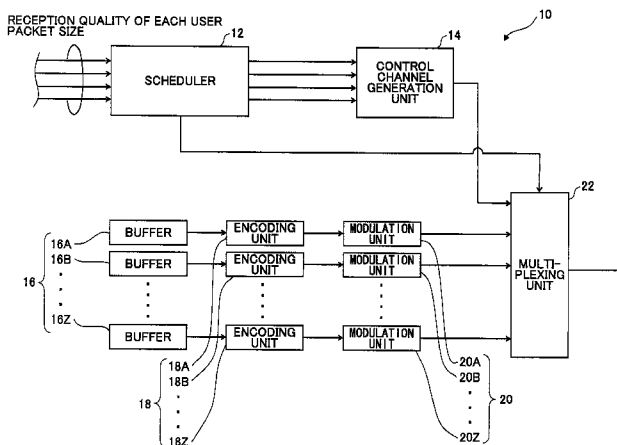 RECEPTION QUALITY OF EACH USER
PACKET SIZE
12
14
10
SCHEDULER
CONTROL
CHANNEL
GENERATION
UNIT
22
16
16A
16B
16Z
BUFFER
BUFFER
BUFFER
ENCODING
UNIT
ENCODING
UNIT
ENCODING
UNIT
MODULATION
UNIT
MODULATION
UNIT
MODULATION
UNIT
MULTI-
PLEXING
UNIT
18
18A
18B
18Z
20A
20B
20Z
20